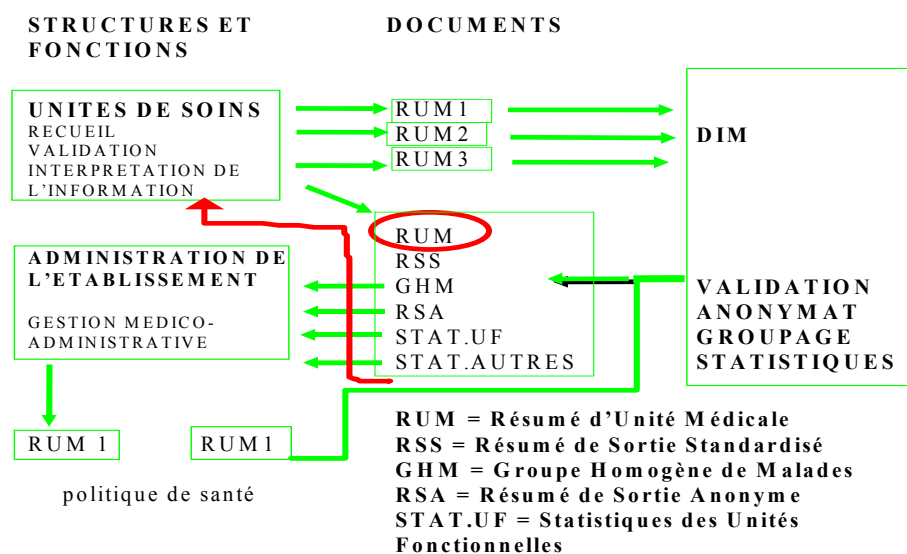 STRUCTURES ET
FONCTIONS
DOCUMENTS
UNITES DE SOINS
RECUEIL
VALIDATION
INTERPRETATION DE
L'INFORMATION
RUM1
RUM2
RUM3
DIM
VALIDATION
ANONYMAT
GROUPAGE
STATISTIQUES
RUM
RSS
GHM
RSA
STAT.UF
STAT.AUTRES
ADMINISTRATION DE
L'ETABLISSEMENT
GESTION MEDICO-
ADMINISTRATIVE
RUM 1
RUM1
politique de santé
RUM = Résumé d'Unité Médicale
RSS = Résumé de Sortie Standardisé
GHM = Groupe Homogène de Malades
RSA = Résumé de Sortie Anonyme
STAT.UF = Statistiques des Unités
Fonctionnelles